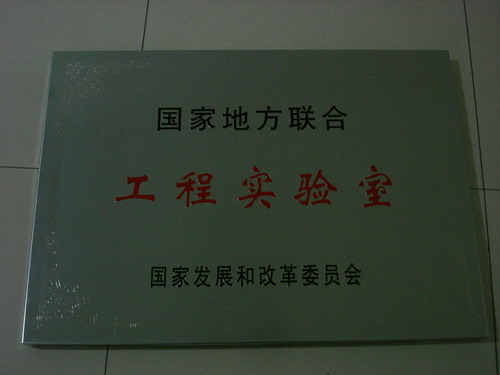 国家地方联合
工程实验室
国家发展和改革委员会